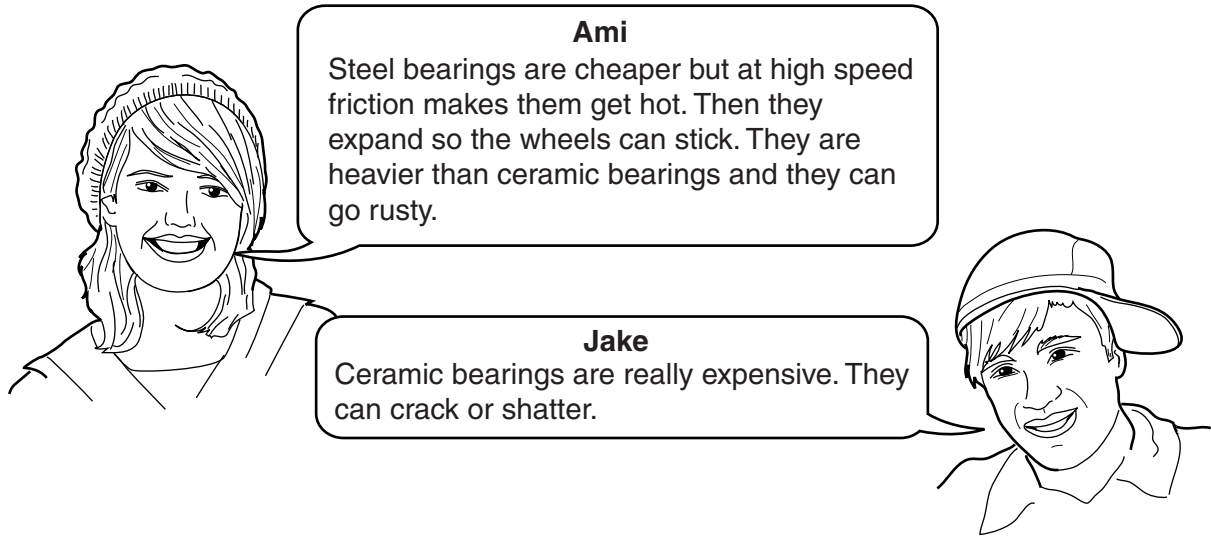 Ami
Steel bearings are cheaper but at high speed
friction makes them get hot. Then they
expand so the wheels can stick. They are
heavier than ceramic bearings and they can
go rusty.
Jake
Ceramic bearings are really expensive. They
can crack or shatter.